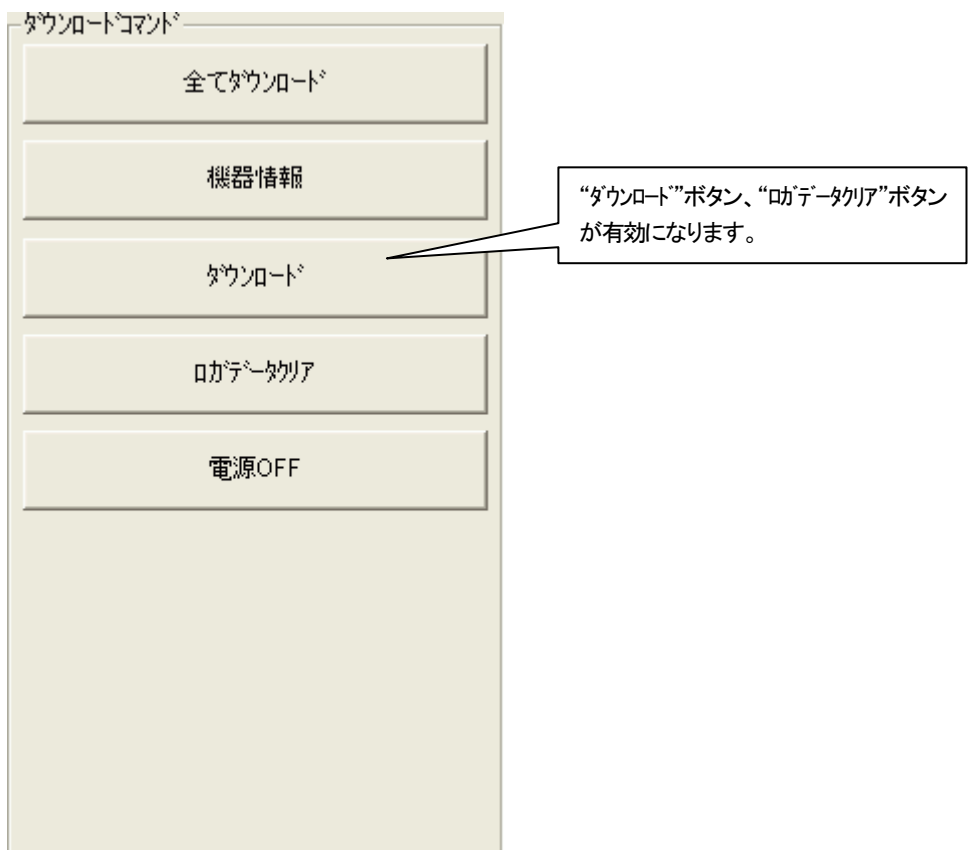 ﾀﾞｳﾝﾛｰﾄﾞｺﾏﾝﾄﾞ
全てﾀﾞｳﾝﾛｰﾄﾞ
機器情報
“ﾀﾞｳﾝﾛｰﾄﾞ”ボタン、“ﾛｶﾞﾃﾞｰﾀｸﾘｱ”ボタン
が有効になります。
ﾀﾞｳﾝﾛｰﾄﾞ
ﾛｶﾞﾃﾞｰﾀｸﾘｱ
電源OFF